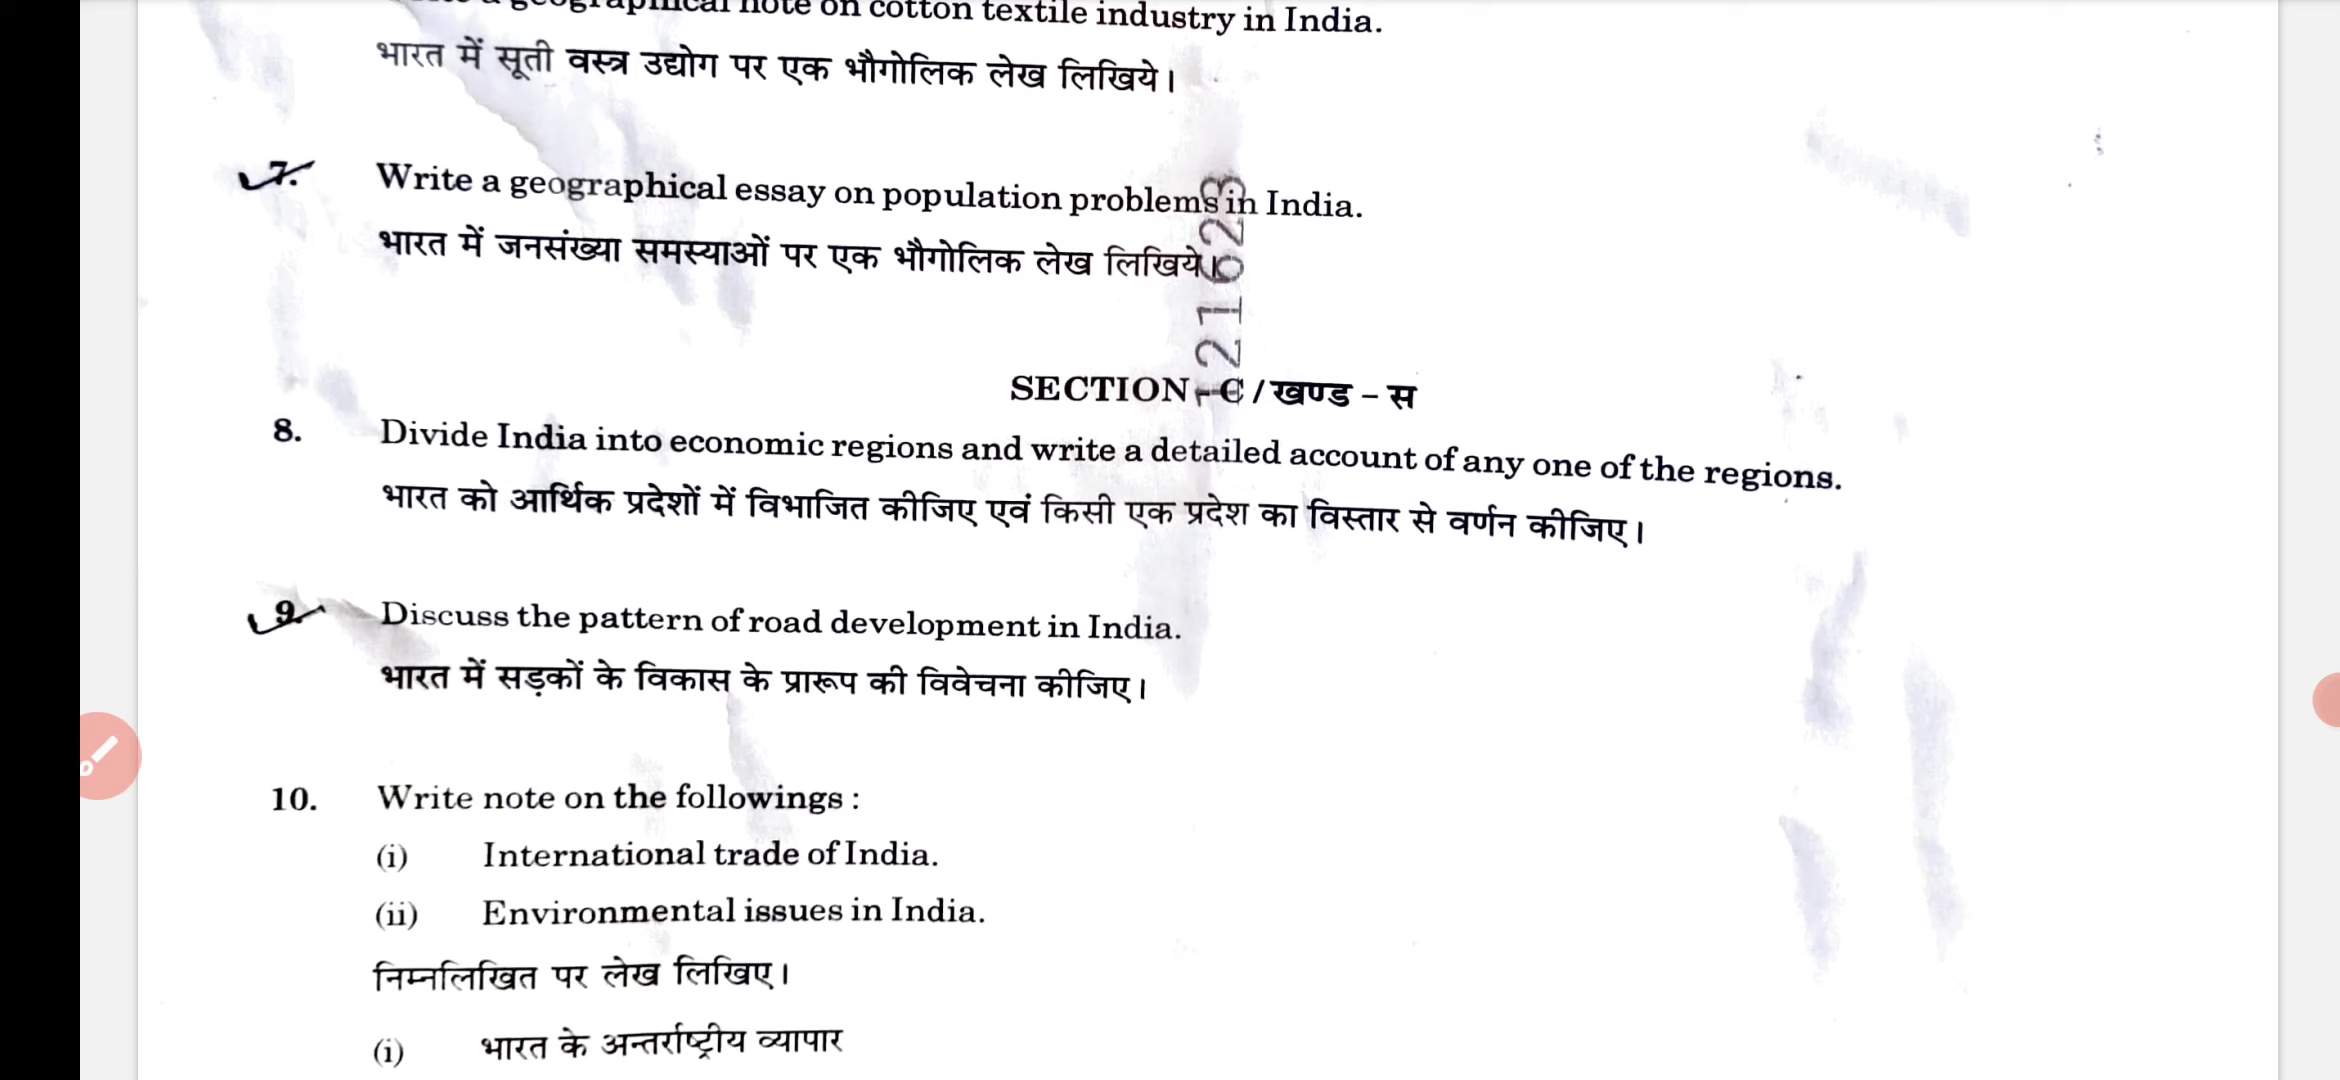 a geographical note on cotton textile industry in India.
भारत में सूती वस्त्र उद्योग पर एक भौगोलिक लेख लिखिये।
7. Write a geographical essay on population problems in India.
भारत में जनसंख्या समस्याओं पर एक भौगोलिक लेख लिखिये।
21623
SECTION - C / खण्ड - स
8. Divide India into economic regions and write a detailed account of any one of the regions.
भारत को आर्थिक प्रदेशों में विभाजित कीजिए एवं किसी एक प्रदेश का विस्तार से वर्णन कीजिए।
9. Discuss the pattern of road development in India.
भारत में सड़कों के विकास के प्रारूप की विवेचना कीजिए।
10. Write note on the followings :
(i) International trade of India.
(ii) Environmental issues in India.
निम्नलिखित पर लेख लिखिए।
(i) भारत के अन्तर्राष्ट्रीय व्यापार